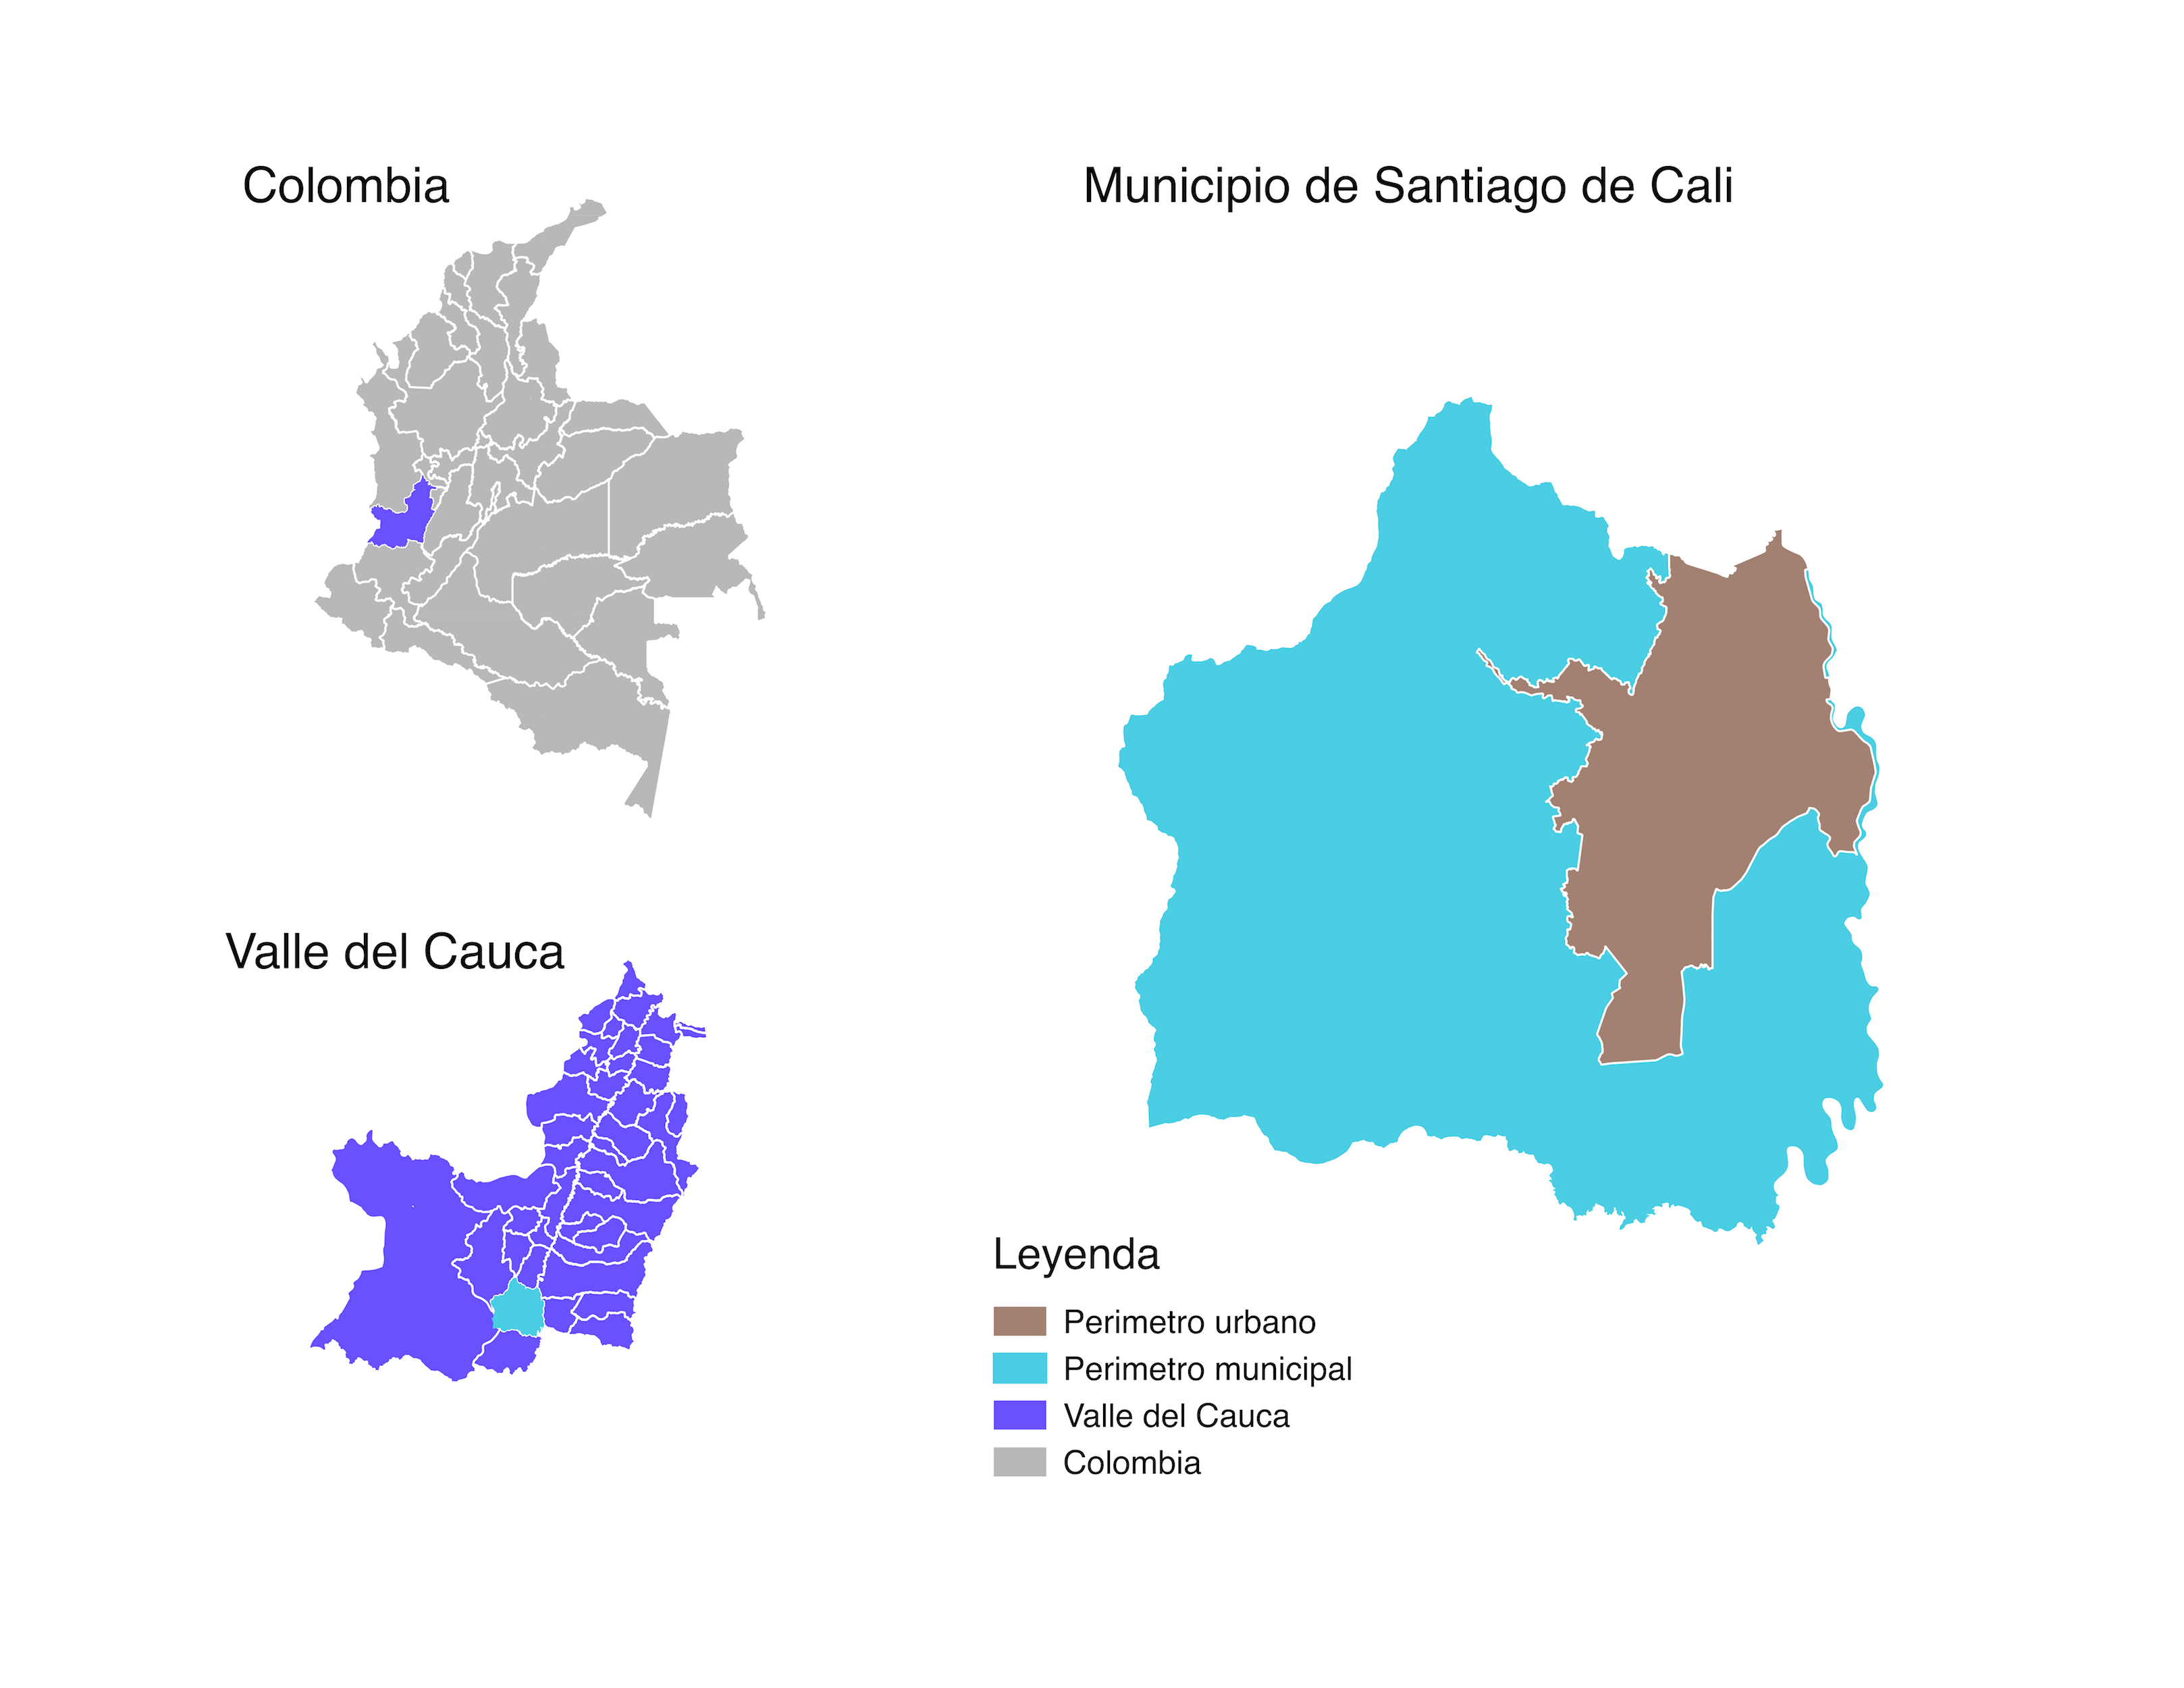 Colombia
Municipio de Santiago de Cali
Valle del Cauca
Leyenda
Perimetro urbano
Perimetro municipal
Valle del Cauca
Colombia